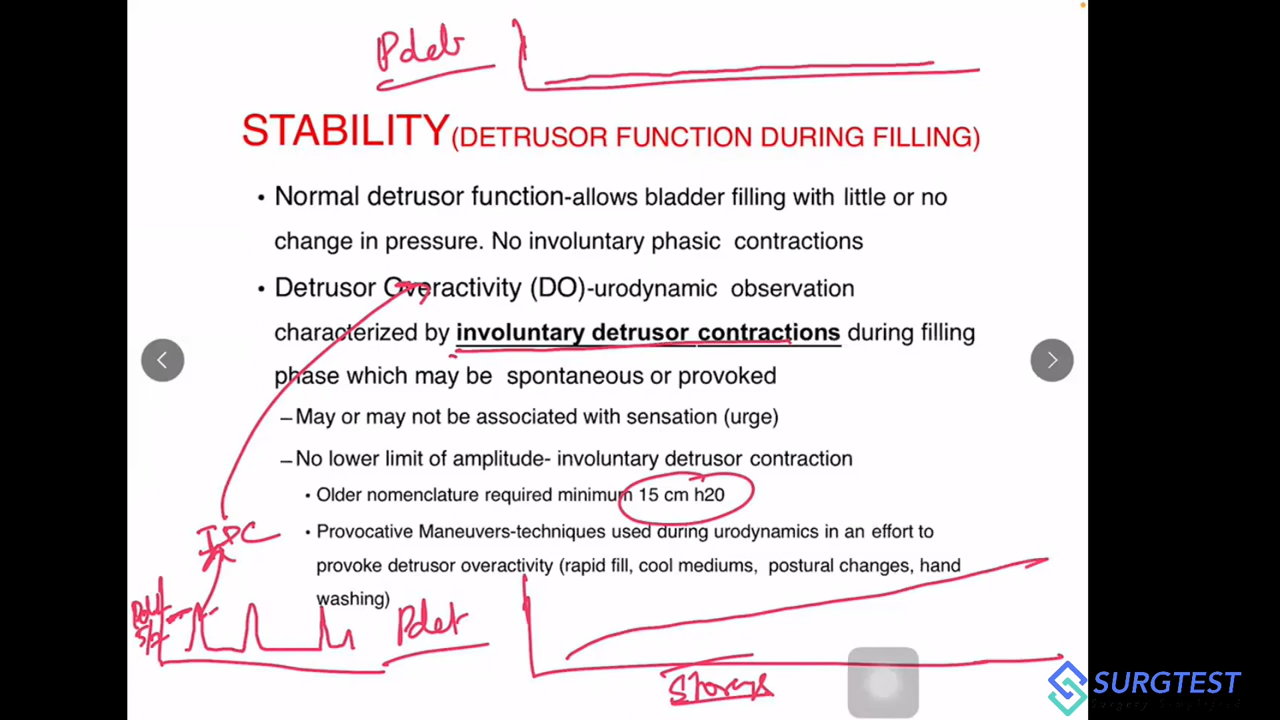 Pdet
STABILITY(DETRUSOR FUNCTION DURING FILLING)
• Normal detrusor function-allows bladder filling with little or no
change in pressure. No involuntary phasic contractions
• Detrusor Overactivity (DO)-urodynamic observation
characterized by involuntary detrusor contractions during filling
phase which may be spontaneous or provoked
– May or may not be associated with sensation (urge)
– No lower limit of amplitude- involuntary detrusor contraction
• Older nomenclature required minimum 15 cm h20
• Provocative Maneuvers-techniques used during urodynamics in an effort to
provoke detrusor overactivity (rapid fill, cool mediums, postural changes, hand
washing)
IDC
Pdet
Pdet
SURGTEST